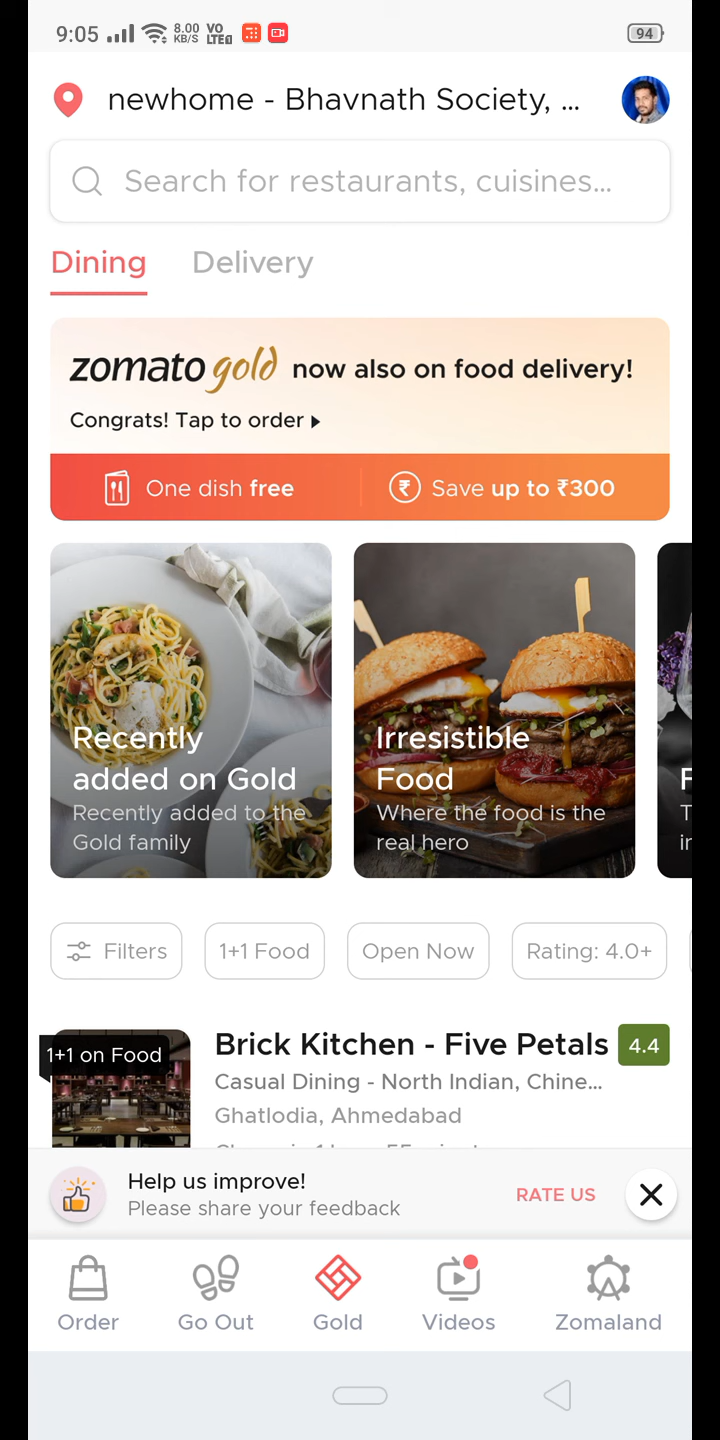 9:05 8.00 KB/S VO LTE 94
newhome - Bhavnath Society, ...
Search for restaurants, cuisines...
Dining Delivery
zomato gold now also on food delivery!
Congrats! Tap to order
One dish free Save up to ₹300
Recently
added on Gold
Recently added to the
Gold family
Irresistible
Food
Where the food is the
real hero
Filters 1+1 Food Open Now Rating: 4.0+
1+1 on Food
Brick Kitchen - Five Petals 4.4
Casual Dining - North Indian, Chine...
Ghatlodia, Ahmedabad
Help us improve!
Please share your feedback
RATE US
Order Go Out Gold Videos Zomaland